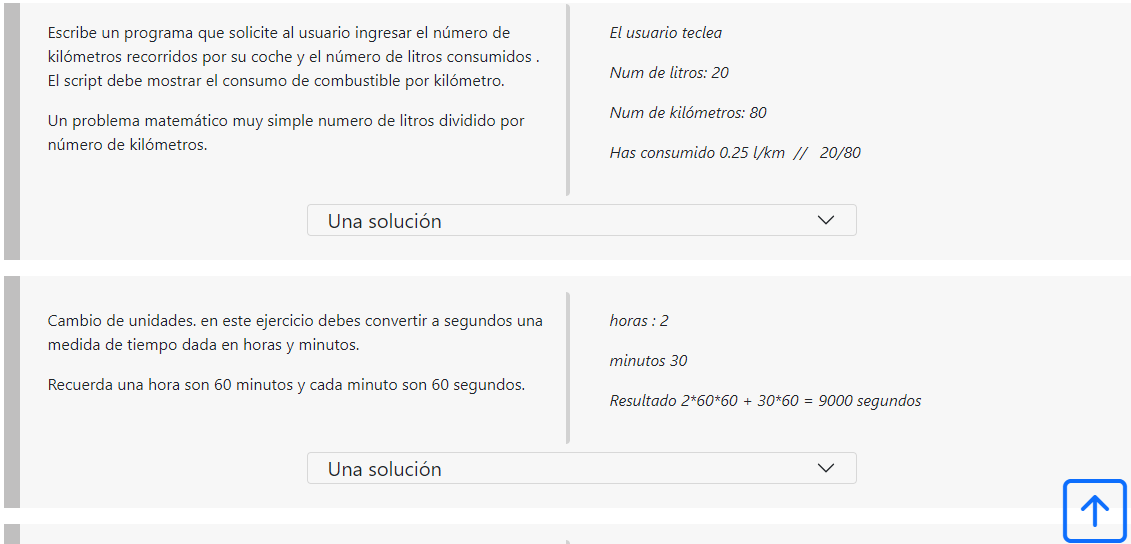 Escribe un programa que solicite al usuario ingresar el número de
kilómetros recorridos por su coche y el número de litros consumidos .
El script debe mostrar el consumo de combustible por kilómetro.
Un problema matemático muy simple numero de litros dividido por
número de kilómetros.
El usuario teclea
Num de litros: 20
Num de kilómetros: 80
Has consumido 0.25 l/km // 20/80
Una solución
Cambio de unidades. en este ejercicio debes convertir a segundos una
medida de tiempo dada en horas y minutos.
Recuerda una hora son 60 minutos y cada minuto son 60 segundos.
horas : 2
minutos 30
Resultado 2*60*60 + 30*60 = 9000 segundos
Una solución